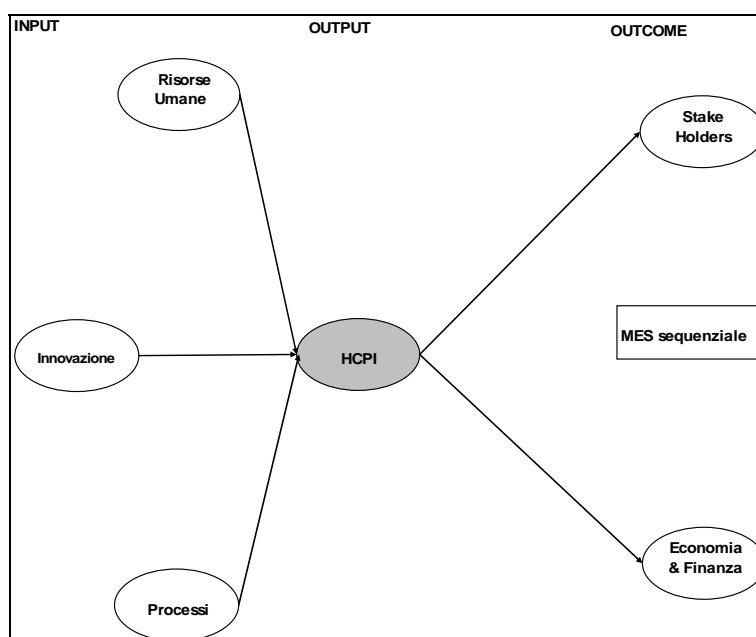 INPUT
OUTPUT
OUTCOME
Risorse
Umane
Stake
Holders
MES sequenziale
Innovazione
HCPI
Economia
& Finanza
Processi